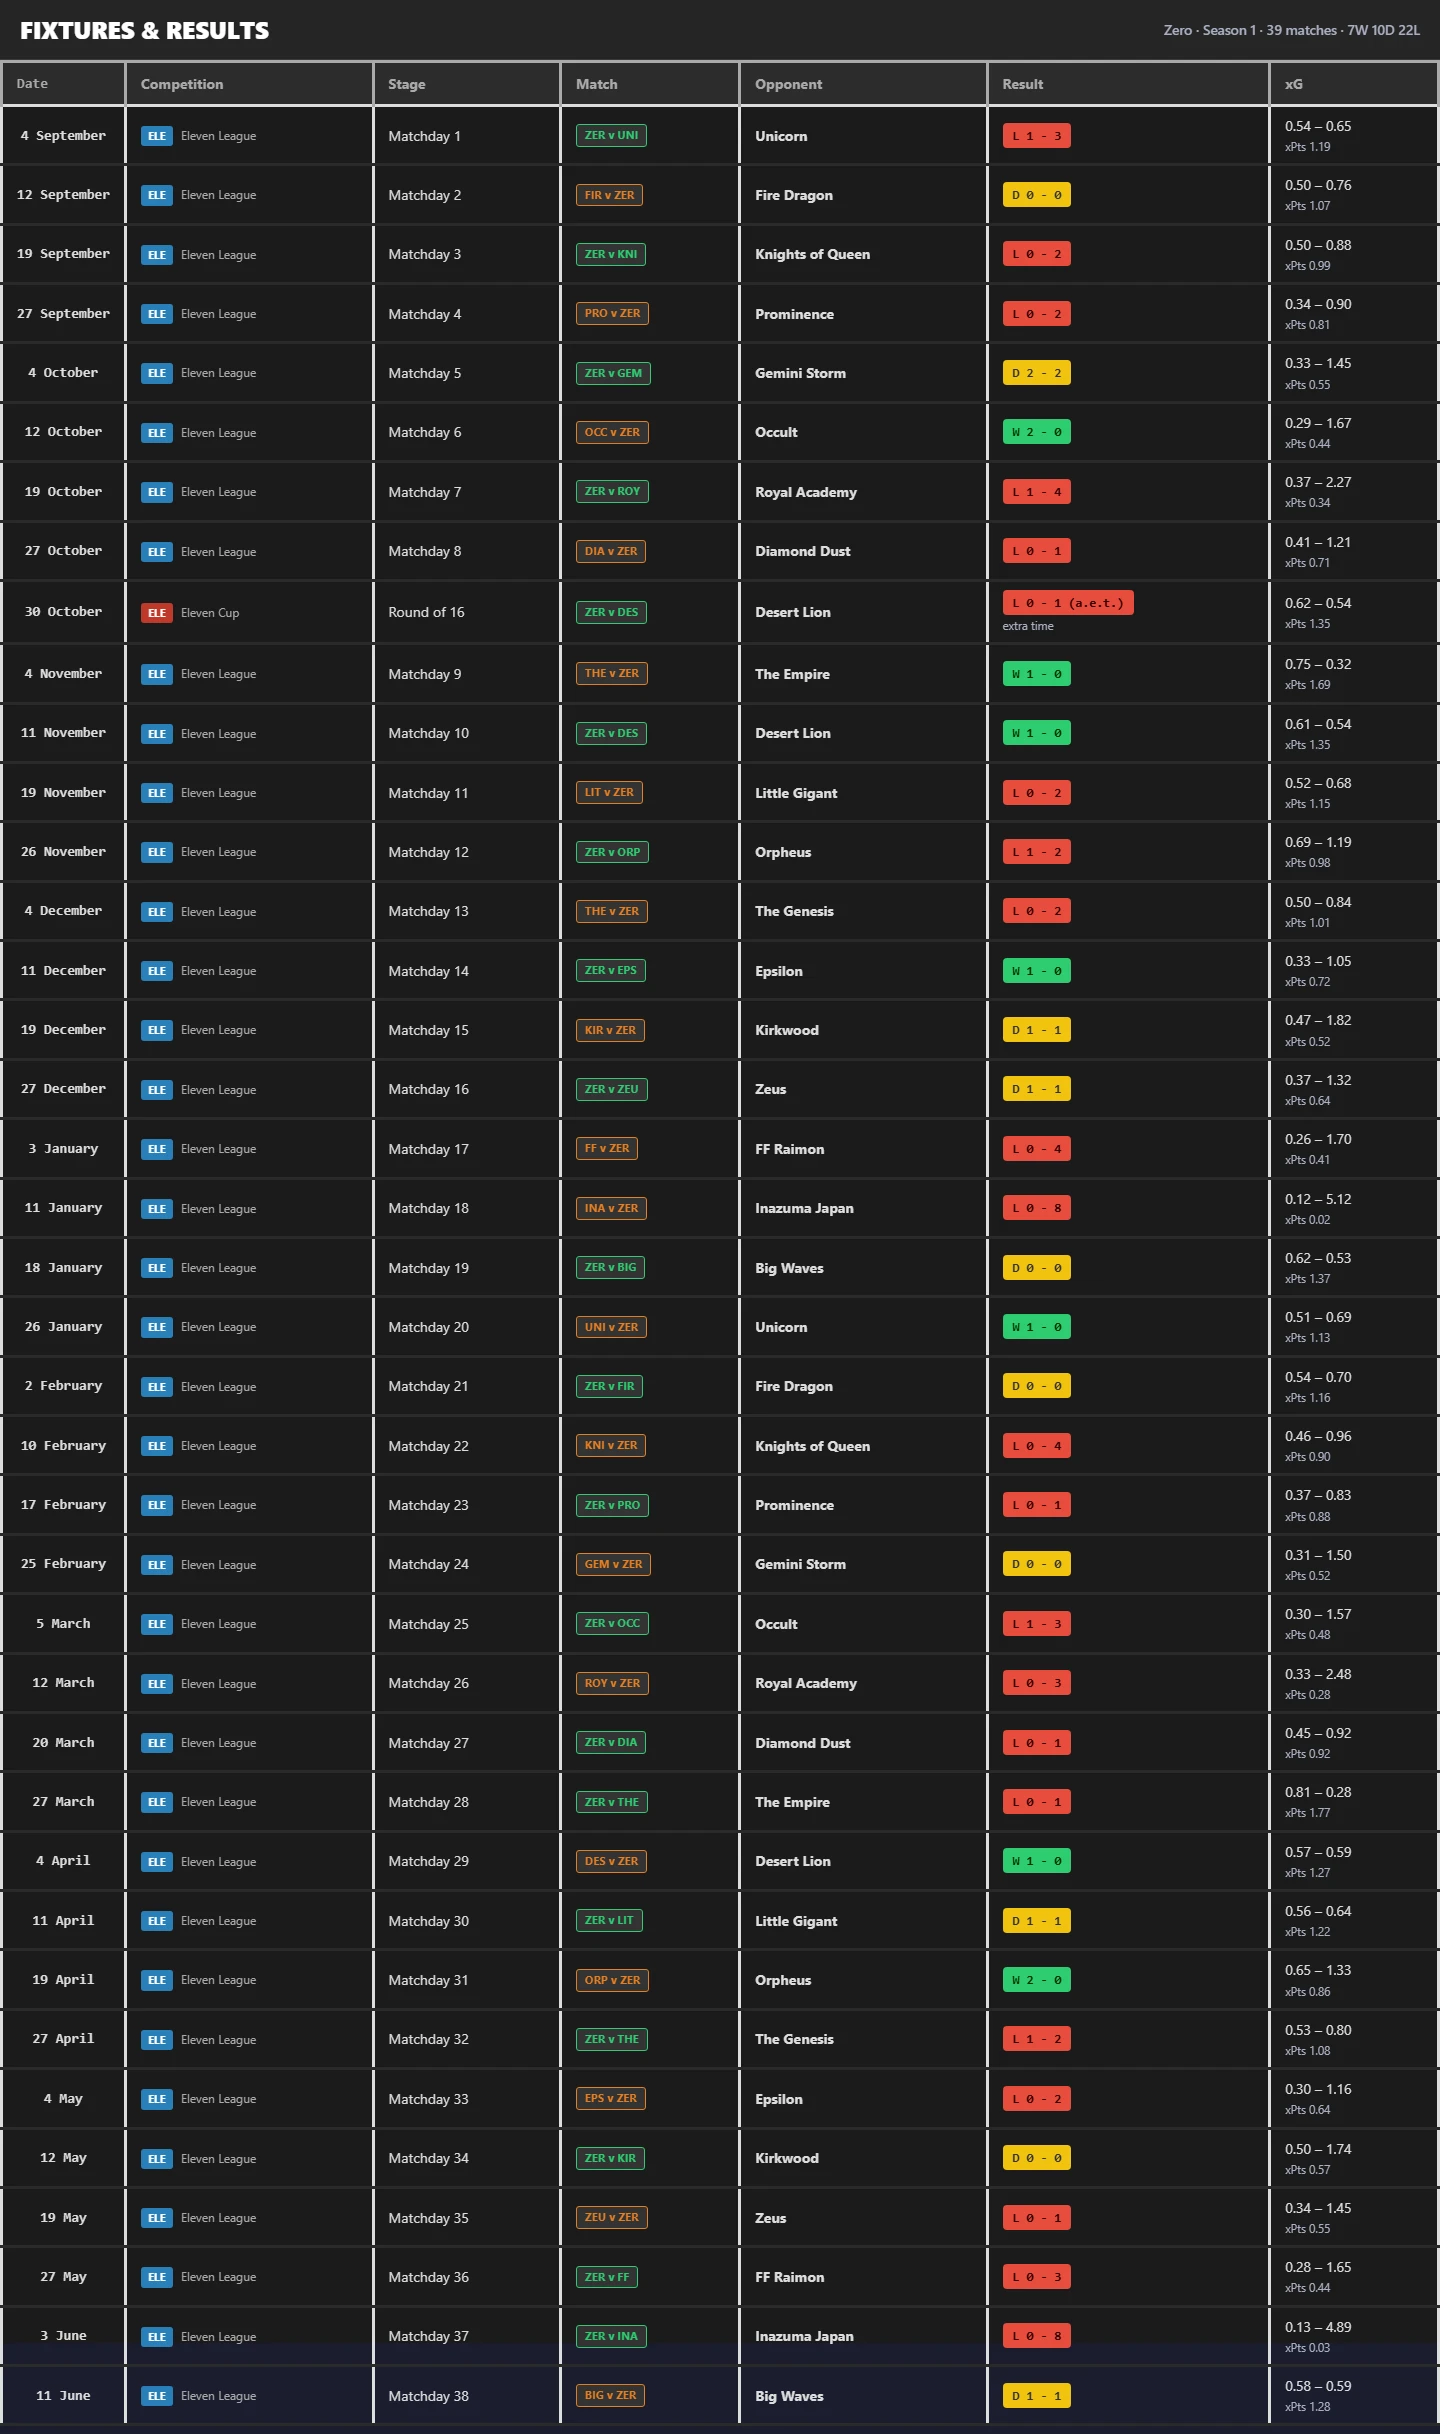 FIXTURES & RESULTS
Zero · Season 1 · 39 matches · 7W 10D 22L
Date Competition Stage Match Opponent Result xG
4 September ELE Eleven League Matchday 1 ZER v UNI Unicorn L 1 - 3 0.54 – 0.65
xPts 1.19
12 September ELE Eleven League Matchday 2 FIR v ZER Fire Dragon D 0 - 0 0.50 – 0.76
xPts 1.07
19 September ELE Eleven League Matchday 3 ZER v KNI Knights of Queen L 0 - 2 0.50 – 0.88
xPts 0.99
27 September ELE Eleven League Matchday 4 PRO v ZER Prominence L 0 - 2 0.34 – 0.90
xPts 0.81
4 October ELE Eleven League Matchday 5 ZER v GEM Gemini Storm D 2 - 2 0.33 – 1.45
xPts 0.55
12 October ELE Eleven League Matchday 6 OCC v ZER Occult W 2 - 0 0.29 – 1.67
xPts 0.44
19 October ELE Eleven League Matchday 7 ZER v ROY Royal Academy L 1 - 4 0.37 – 2.27
xPts 0.34
27 October ELE Eleven League Matchday 8 DIA v ZER Diamond Dust L 0 - 1 0.41 – 1.21
xPts 0.71
30 October ELE Eleven Cup Round of 16 ZER v DES Desert Lion L 0 - 1 (a.e.t.) 0.62 – 0.54
extra time xPts 1.35
4 November ELE Eleven League Matchday 9 THE v ZER The Empire W 1 - 0 0.75 – 0.32
xPts 1.69
11 November ELE Eleven League Matchday 10 ZER v DES Desert Lion W 1 - 0 0.61 – 0.54
xPts 1.35
19 November ELE Eleven League Matchday 11 LIT v ZER Little Gigant L 0 - 2 0.52 – 0.68
xPts 1.15
26 November ELE Eleven League Matchday 12 ZER v ORP Orpheus L 1 - 2 0.69 – 1.19
xPts 0.98
4 December ELE Eleven League Matchday 13 THE v ZER The Genesis L 0 - 2 0.50 – 0.84
xPts 1.01
11 December ELE Eleven League Matchday 14 ZER v EPS Epsilon W 1 - 0 0.33 – 1.05
xPts 0.72
19 December ELE Eleven League Matchday 15 KIR v ZER Kirkwood D 1 - 1 0.47 – 1.82
xPts 0.52
27 December ELE Eleven League Matchday 16 ZER v ZEU Zeus D 1 - 1 0.37 – 1.32
xPts 0.64
3 January ELE Eleven League Matchday 17 FF v ZER FF Raimon L 0 - 4 0.26 – 1.70
xPts 0.41
11 January ELE Eleven League Matchday 18 INA v ZER Inazuma Japan L 0 - 8 0.12 – 5.12
xPts 0.02
18 January ELE Eleven League Matchday 19 ZER v BIG Big Waves D 0 - 0 0.62 – 0.53
xPts 1.37
26 January ELE Eleven League Matchday 20 UNI v ZER Unicorn W 1 - 0 0.51 – 0.69
xPts 1.13
2 February ELE Eleven League Matchday 21 ZER v FIR Fire Dragon D 0 - 0 0.54 – 0.70
xPts 1.16
10 February ELE Eleven League Matchday 22 KNI v ZER Knights of Queen L 0 - 4 0.46 – 0.96
xPts 0.90
17 February ELE Eleven League Matchday 23 ZER v PRO Prominence L 0 - 1 0.37 – 0.83
xPts 0.88
25 February ELE Eleven League Matchday 24 GEM v ZER Gemini Storm D 0 - 0 0.31 – 1.50
xPts 0.52
5 March ELE Eleven League Matchday 25 ZER v OCC Occult L 1 - 3 0.30 – 1.57
xPts 0.48
12 March ELE Eleven League Matchday 26 ROY v ZER Royal Academy L 0 - 3 0.33 – 2.48
xPts 0.28
20 March ELE Eleven League Matchday 27 ZER v DIA Diamond Dust L 0 - 1 0.45 – 0.92
xPts 0.92
27 March ELE Eleven League Matchday 28 ZER v THE The Empire L 0 - 1 0.81 – 0.28
xPts 1.77
4 April ELE Eleven League Matchday 29 DES v ZER Desert Lion W 1 - 0 0.57 – 0.59
xPts 1.27
11 April ELE Eleven League Matchday 30 ZER v LIT Little Gigant D 1 - 1 0.56 – 0.64
xPts 1.22
19 April ELE Eleven League Matchday 31 ORP v ZER Orpheus W 2 - 0 0.65 – 1.33
xPts 0.86
27 April ELE Eleven League Matchday 32 ZER v THE The Genesis L 1 - 2 0.53 – 0.80
xPts 1.08
4 May ELE Eleven League Matchday 33 EPS v ZER Epsilon L 0 - 2 0.30 – 1.16
xPts 0.64
12 May ELE Eleven League Matchday 34 ZER v KIR Kirkwood D 0 - 0 0.50 – 1.74
xPts 0.57
19 May ELE Eleven League Matchday 35 ZEU v ZER Zeus L 0 - 1 0.34 – 1.45
xPts 0.55
27 May ELE Eleven League Matchday 36 ZER v FF FF Raimon L 0 - 3 0.28 – 1.65
xPts 0.44
3 June ELE Eleven League Matchday 37 ZER v INA Inazuma Japan L 0 - 8 0.13 – 4.89
xPts 0.03
11 June ELE Eleven League Matchday 38 BIG v ZER Big Waves D 1 - 1 0.58 – 0.59
xPts 1.28